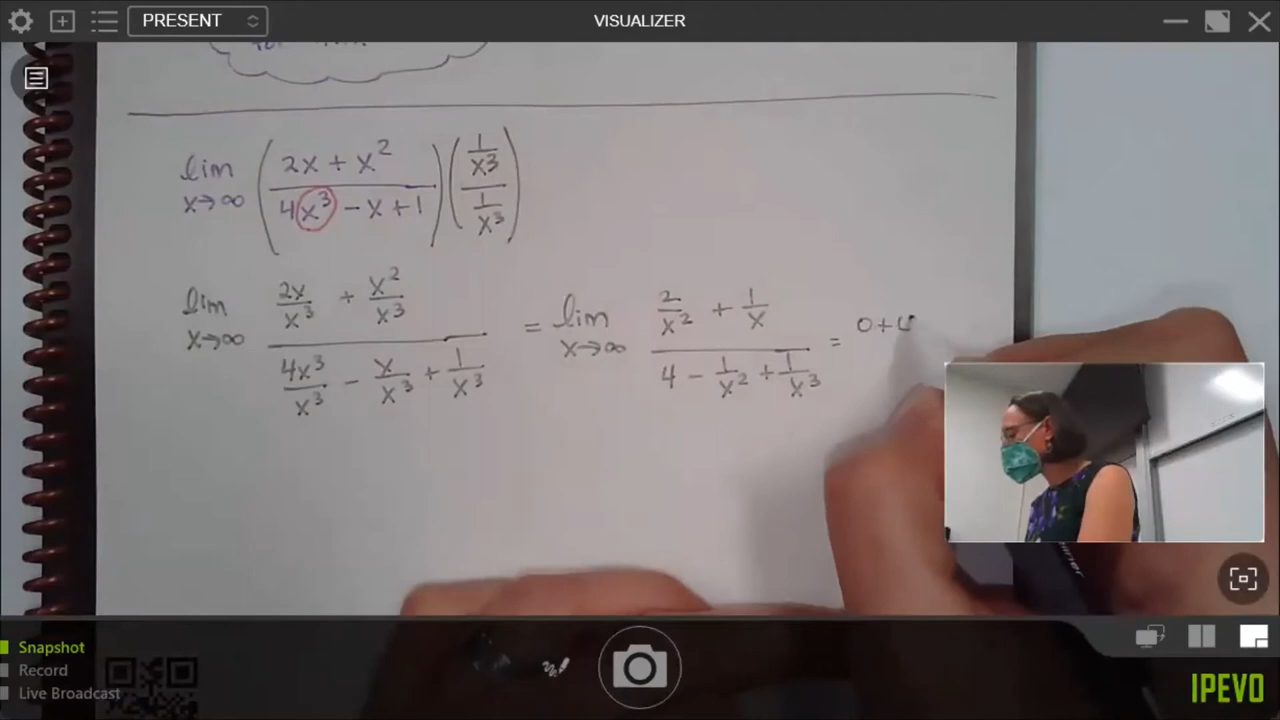 PRESENT
VISUALIZER
lim x→∞ ( (2x + x²) / (4x³ - x + 1) ) ( (1/x³) / (1/x³) )
lim x→∞ (2x/x³ + x²/x³) / (4x³/x³ - x/x³ + 1/x³) = lim x→∞ (2/x² + 1/x) / (4 - 1/x² + 1/x³) = 0+
Snapshot
Record
Live Broadcast
IPEVO